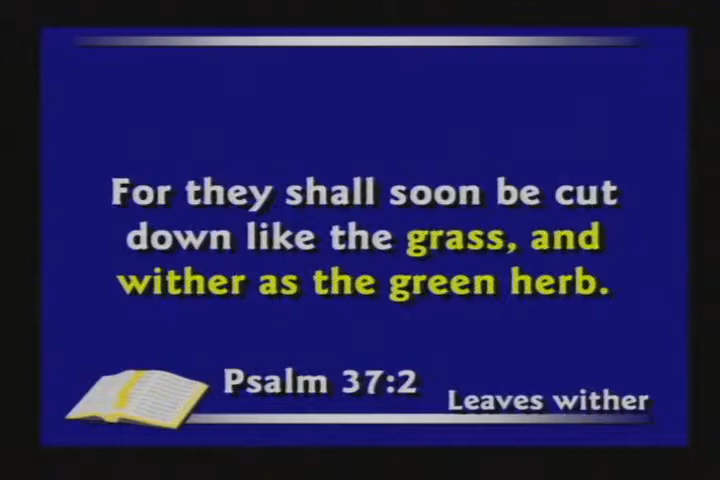 For they shall soon be cut
down like the grass, and
wither as the green herb.
Psalm 37:2
Leaves wither